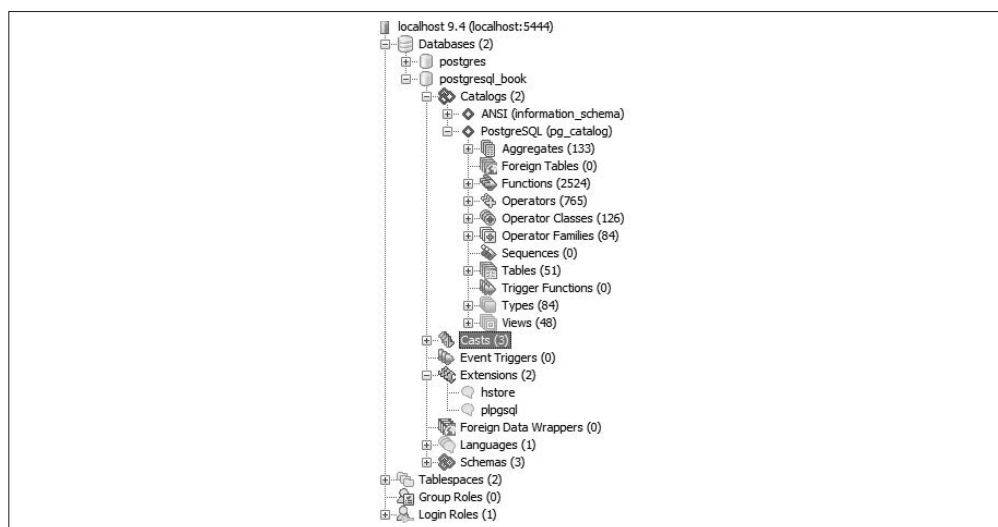 localhost 9.4 (localhost:5444)
Databases (2)
postgres
postgresql_book
Catalogs (2)
ANSI (information_schema)
PostgreSQL (pg_catalog)
Aggregates (133)
Foreign Tables (0)
Functions (2524)
Operators (765)
Operator Classes (126)
Operator Families (84)
Sequences (0)
Tables (51)
Trigger Functions (0)
Types (84)
Views (48)
Casts (3)
Event Triggers (0)
Extensions (2)
hstore
plpgsql
Foreign Data Wrappers (0)
Languages (1)
Schemas (3)
Tablespaces (2)
Group Roles (0)
Login Roles (1)